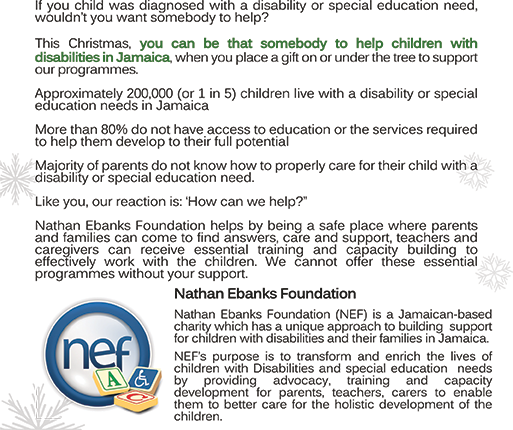 If you child was diagnosed with a disability or special education need,
wouldn't you want somebody to help?
This Christmas, you can be that somebody to help children with
disabilities in Jamaica, when you place a gift on or under the tree to support
our programmes.
Approximately 200,000 (or 1 in 5) children live with a disability or special
education needs in Jamaica
More than 80% do not have access to education or the services required
to help them develop to their full potential
Majority of parents do not know how to properly care for their child with a
disability or special education need.
Like you, our reaction is: 'How can we help?"
Nathan Ebanks Foundation helps by being a safe place where parents
and families can come to find answers, care and support, teachers and
caregivers can receive essential training and capacity building to
effectively work with the children. We cannot offer these essential
programmes without your support.
Nathan Ebanks Foundation
Nathan Ebanks Foundation (NEF) is a Jamaican-based
charity which has a unique approach to building support
for children with disabilities and their families in Jamaica.
NEF's purpose is to transform and enrich the lives of
children with Disabilities and special education needs
by providing advocacy, training and capacity
development for parents, teachers, carers to enable
them to better care for the holistic development of the
children.
nef
A
C